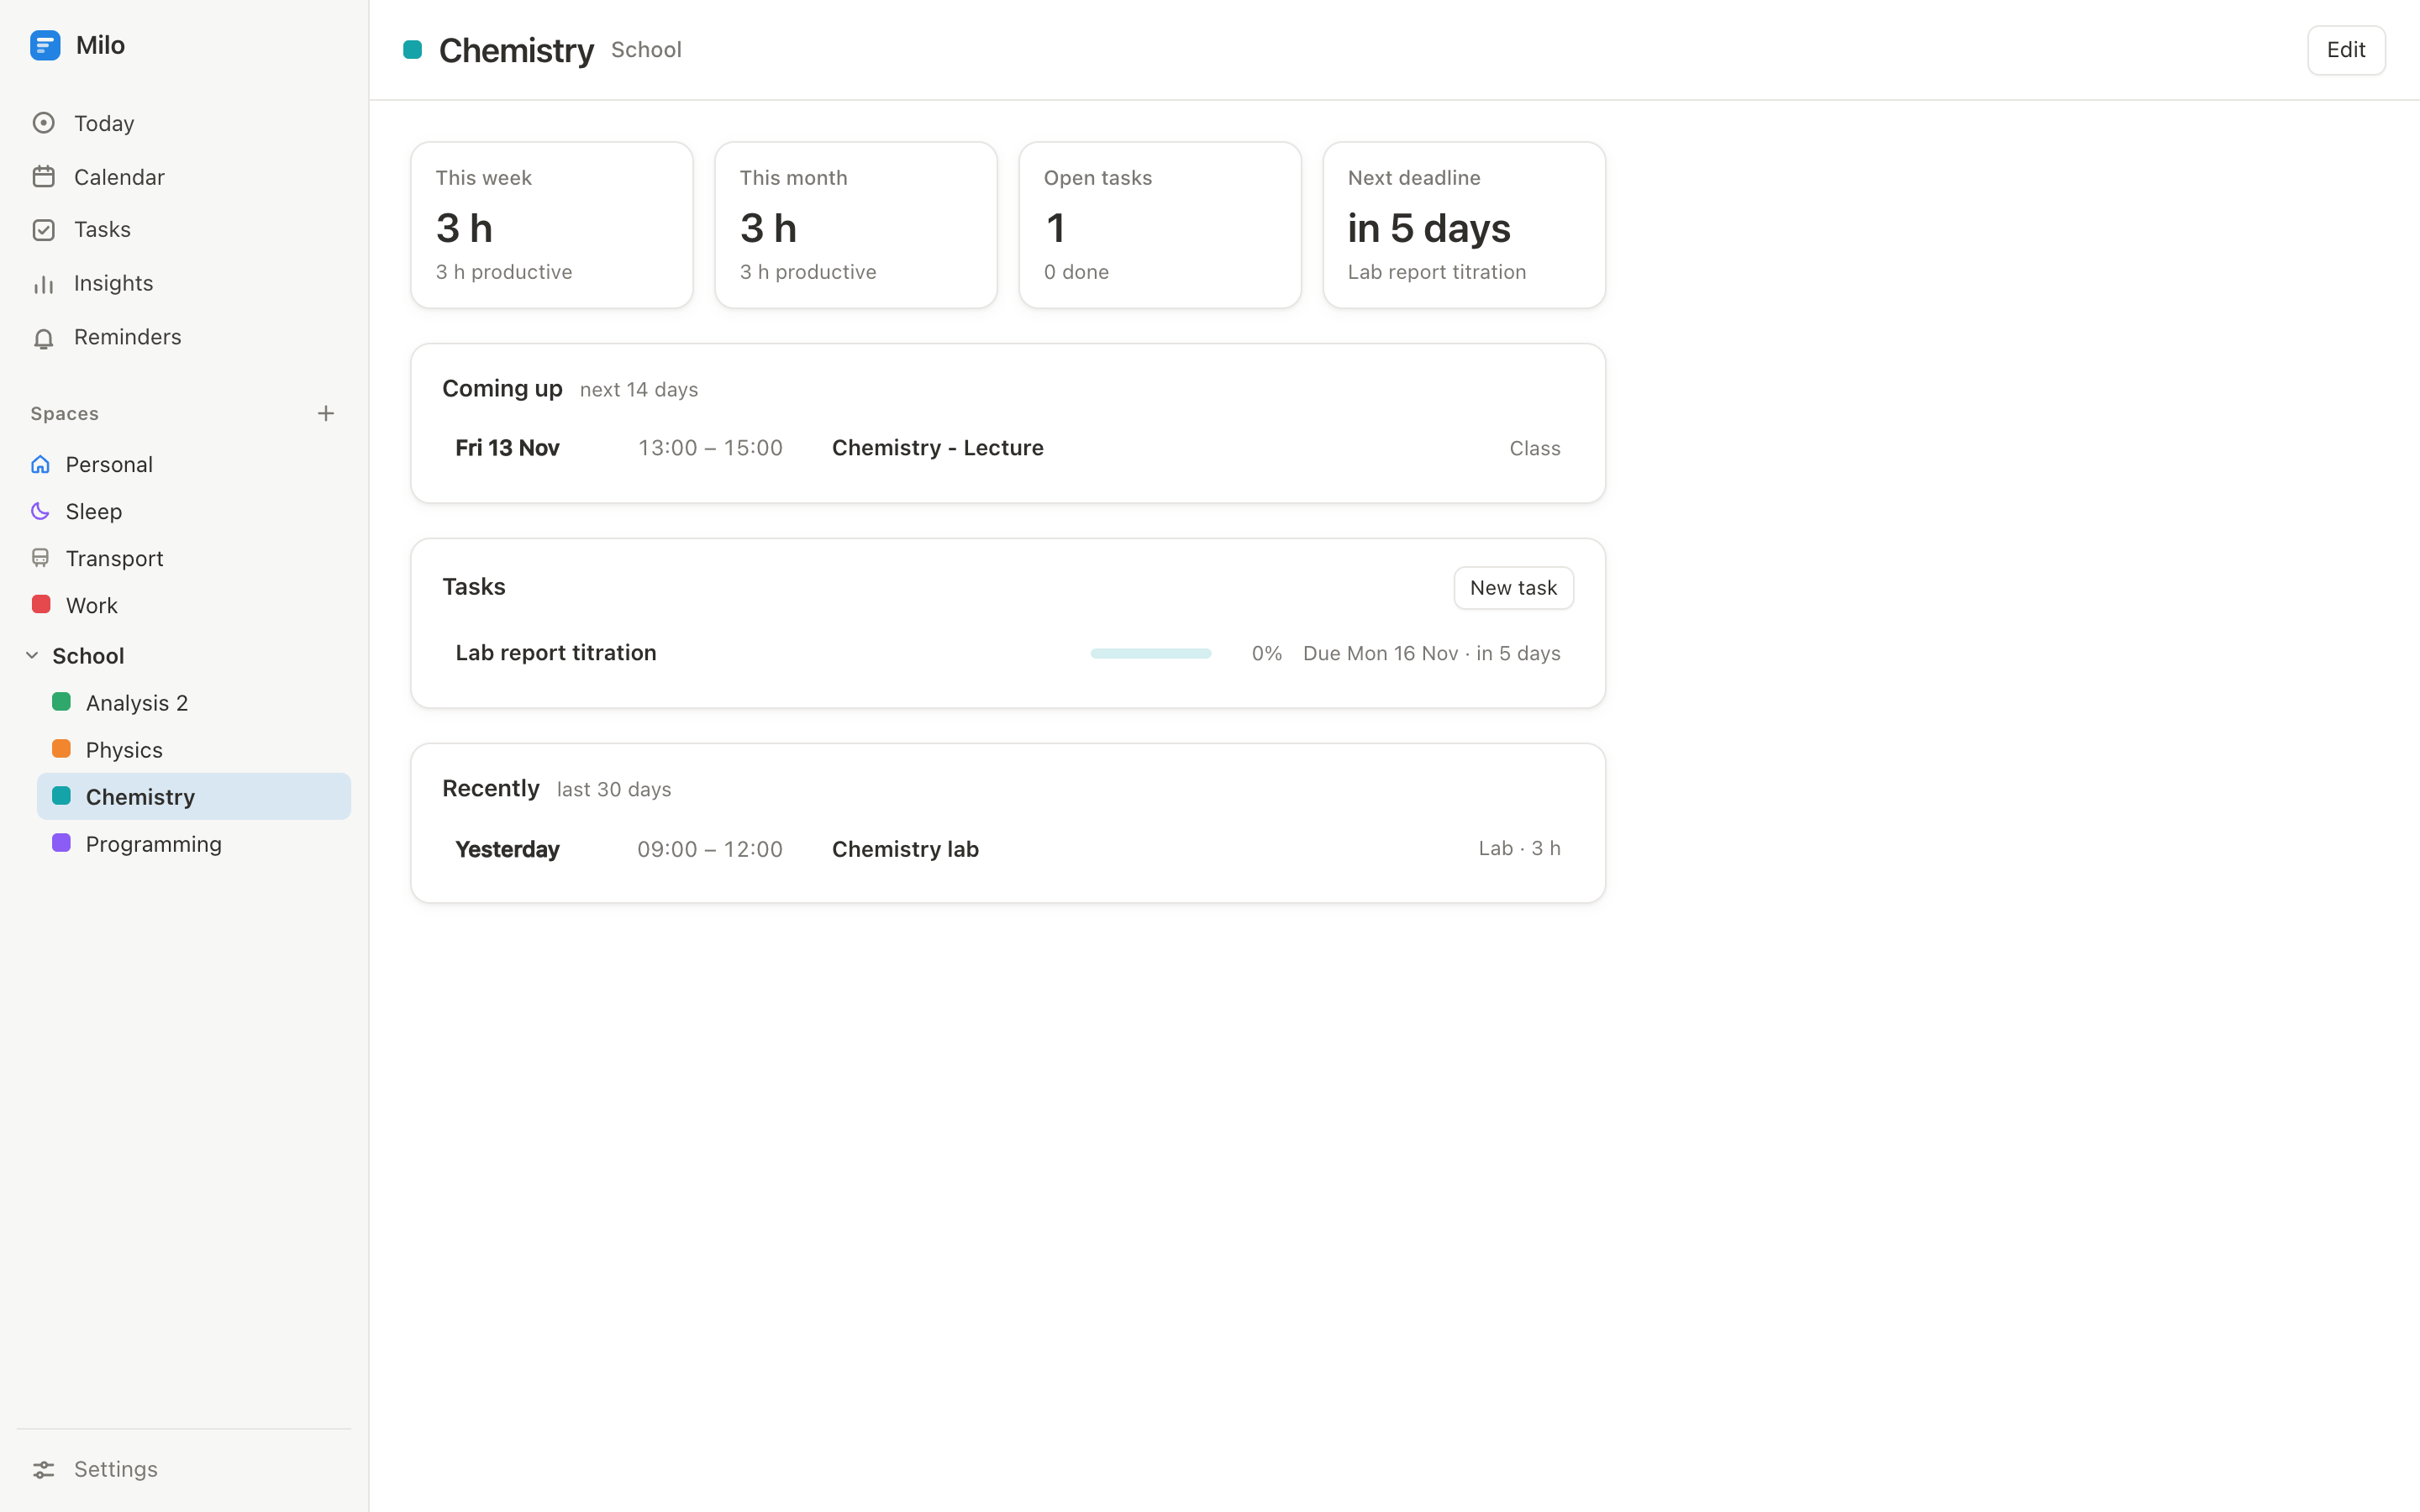 Milo
Today
Calendar
Tasks
Insights
Reminders
Spaces
Personal
Sleep
Transport
Work
School
Analysis 2
Physics
Chemistry
Programming
Settings
Chemistry School
Edit
This week
3 h
3 h productive
This month
3 h
3 h productive
Open tasks
1
0 done
Next deadline
in 5 days
Lab report titration
Coming up next 14 days
Fri 13 Nov 13:00 – 15:00 Chemistry - Lecture Class
Tasks New task
Lab report titration 0% Due Mon 16 Nov · in 5 days
Recently last 30 days
Yesterday 09:00 – 12:00 Chemistry lab Lab · 3 h